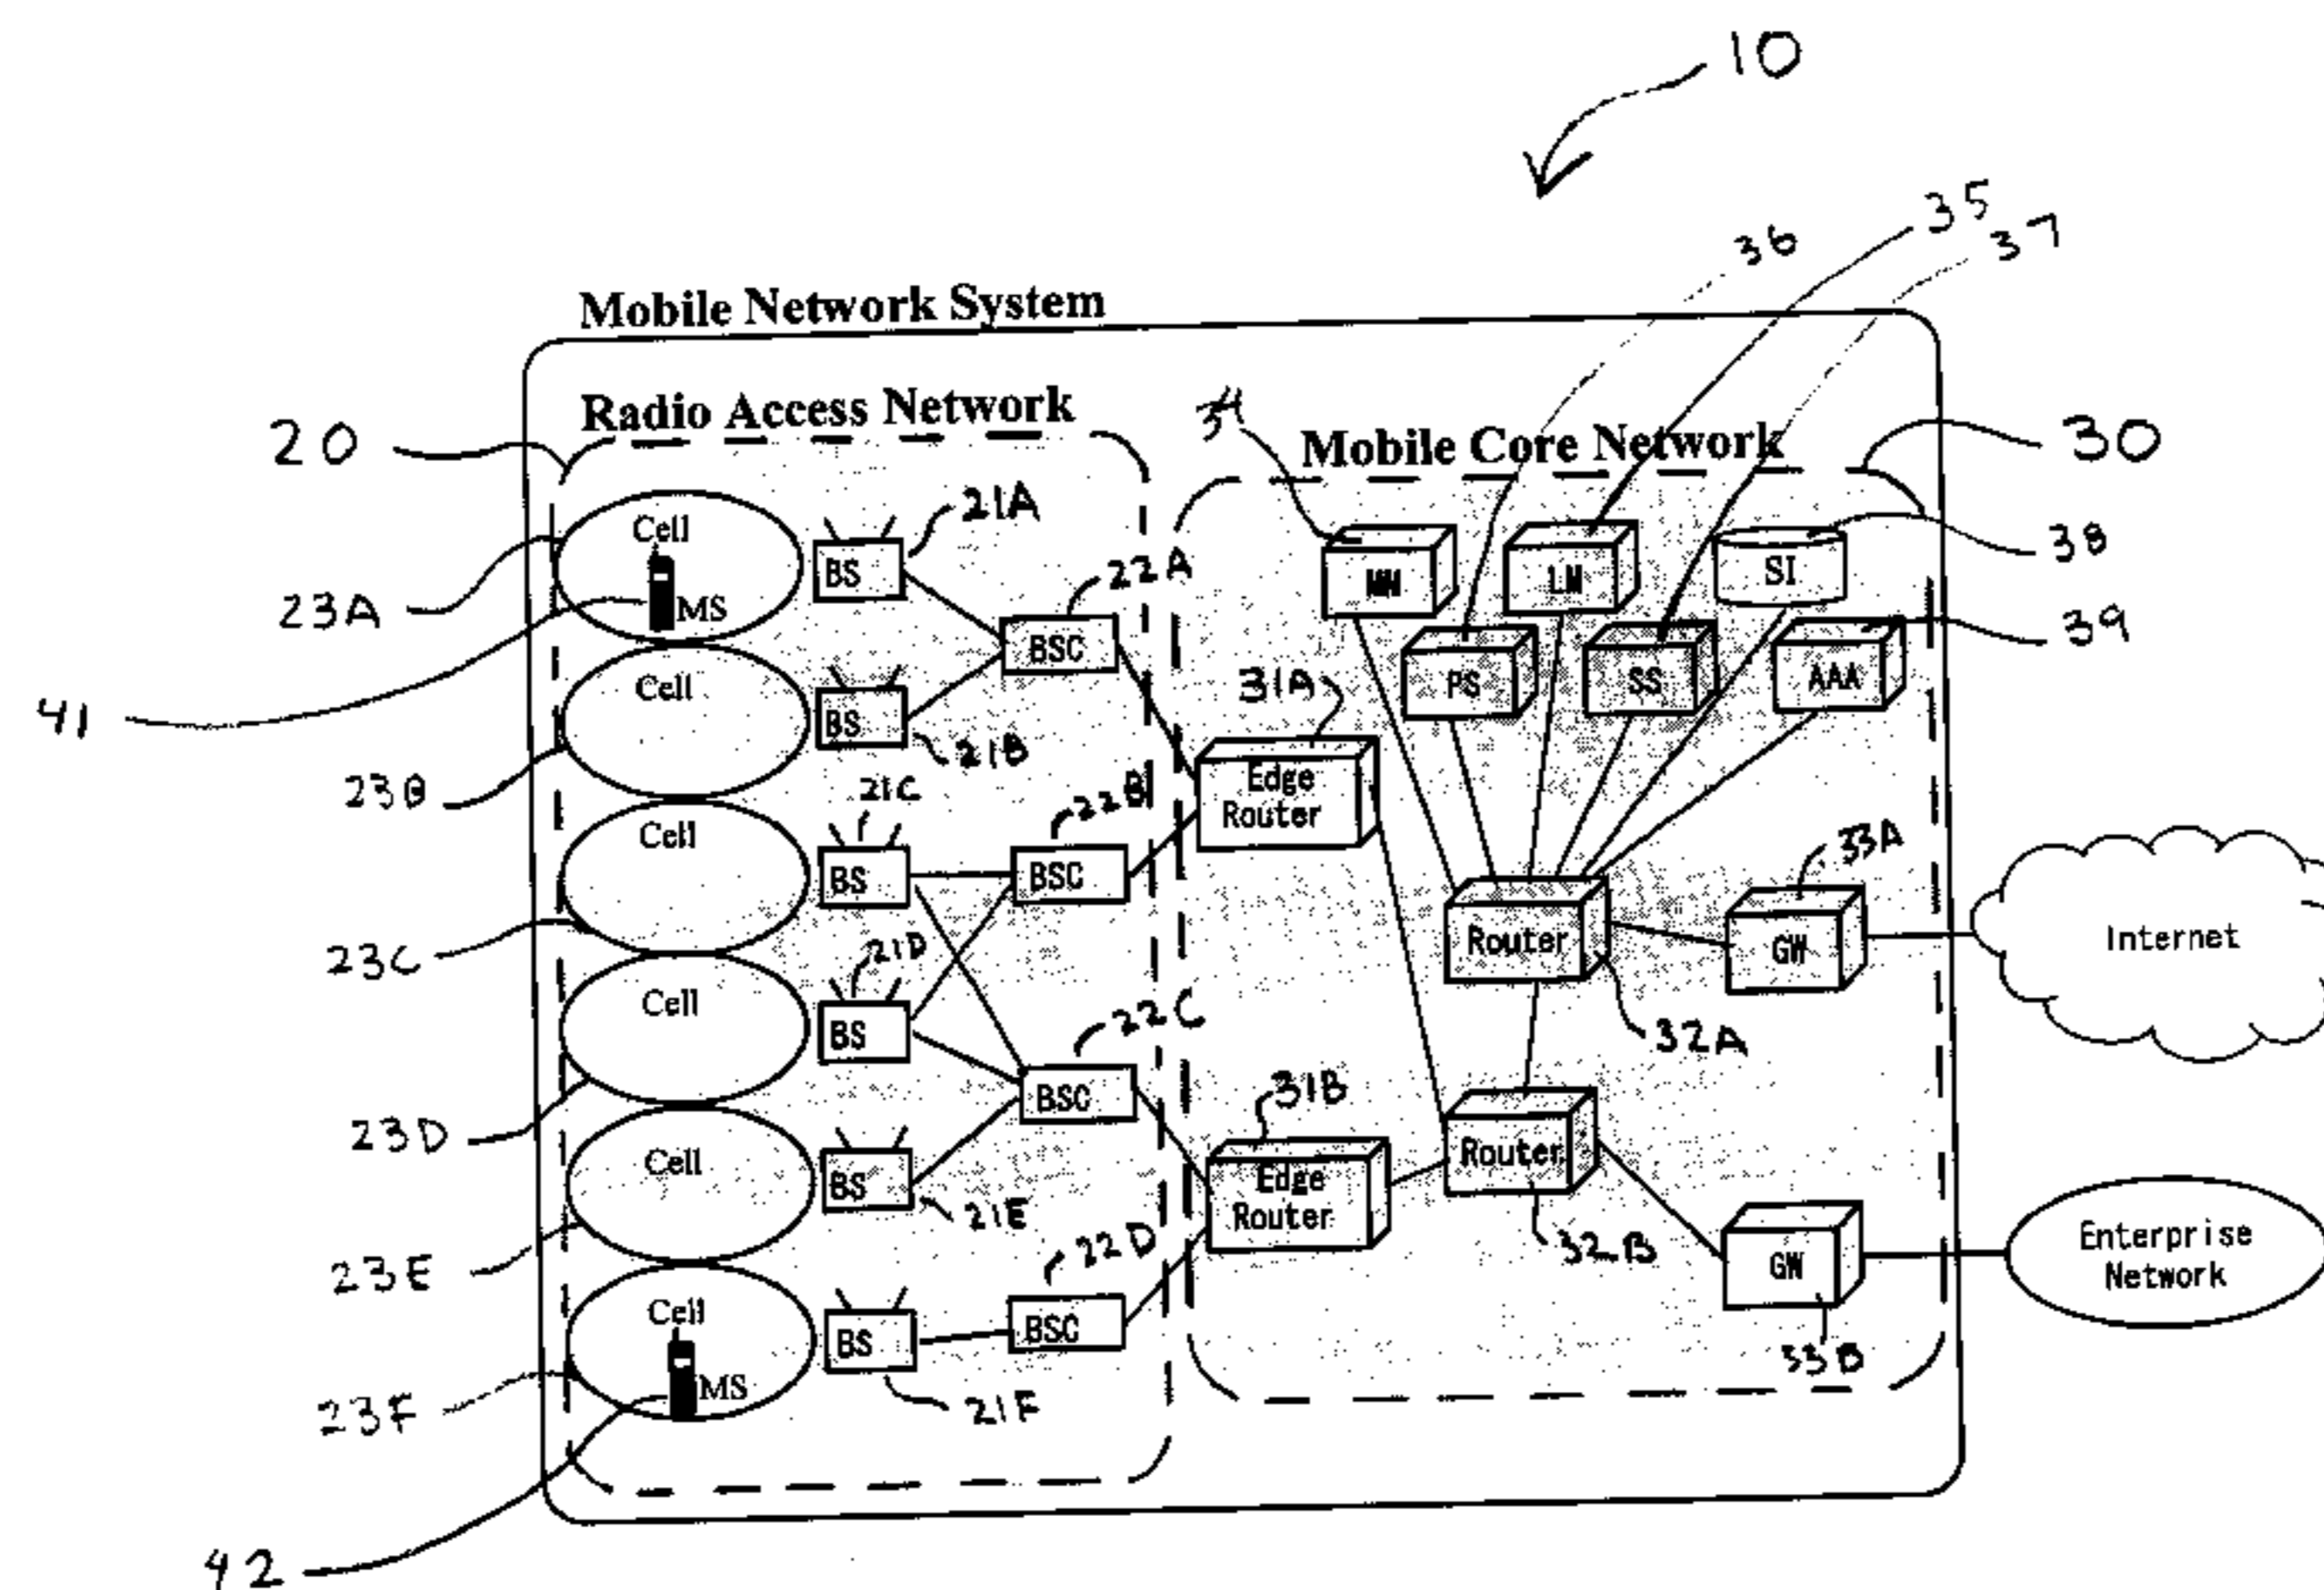 10
36
35
37
Mobile Network System
Radio Access Network
20
34
Mobile Core Network
30
Cell
MS
23A
BS
21A
22A
BSC
MM
LM
SI
38
PS
SS
AAA
39
41
Cell
23B
BS
21B
31A
Edge
Router
Cell
23C
21C
BS
22B
BSC
33A
Router
32A
GW
Internet
Cell
23D
21D
BS
22C
BSC
Cell
23E
BS
21E
31B
Edge
Router
Router
32B
GW
33B
Enterprise
Network
Cell
MS
23F
BS
21F
22D
BSC
42